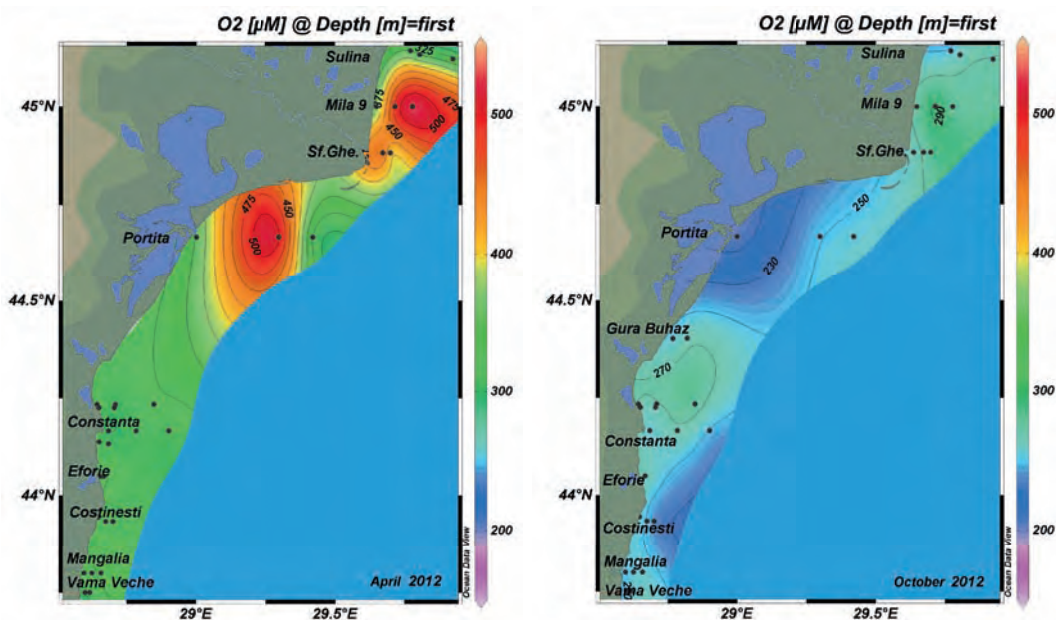 O2 [µM] @ Depth [m]=first
Sulina
325
45°N
Mila 9
375
475
500
450
Sf.Ghe.
475
450
Portita
500
44.5°N
Constanta
44°N
Eforie
Costinesti
Mangalia
Vama Veche
April 2012
29°E
29.5°E
500
400
300
200
Ocean Data View
O2 [µM] @ Depth [m]=first
Sulina
45°N
Mila 9
290
Sf.Ghe.
250
Portita
230
44.5°N
Gura Buhaz
270
Constanta
Eforie
44°N
Costinesti
Mangalia
Vama Veche
October 2012
29°E
29.5°E
500
400
300
200
Ocean Data View